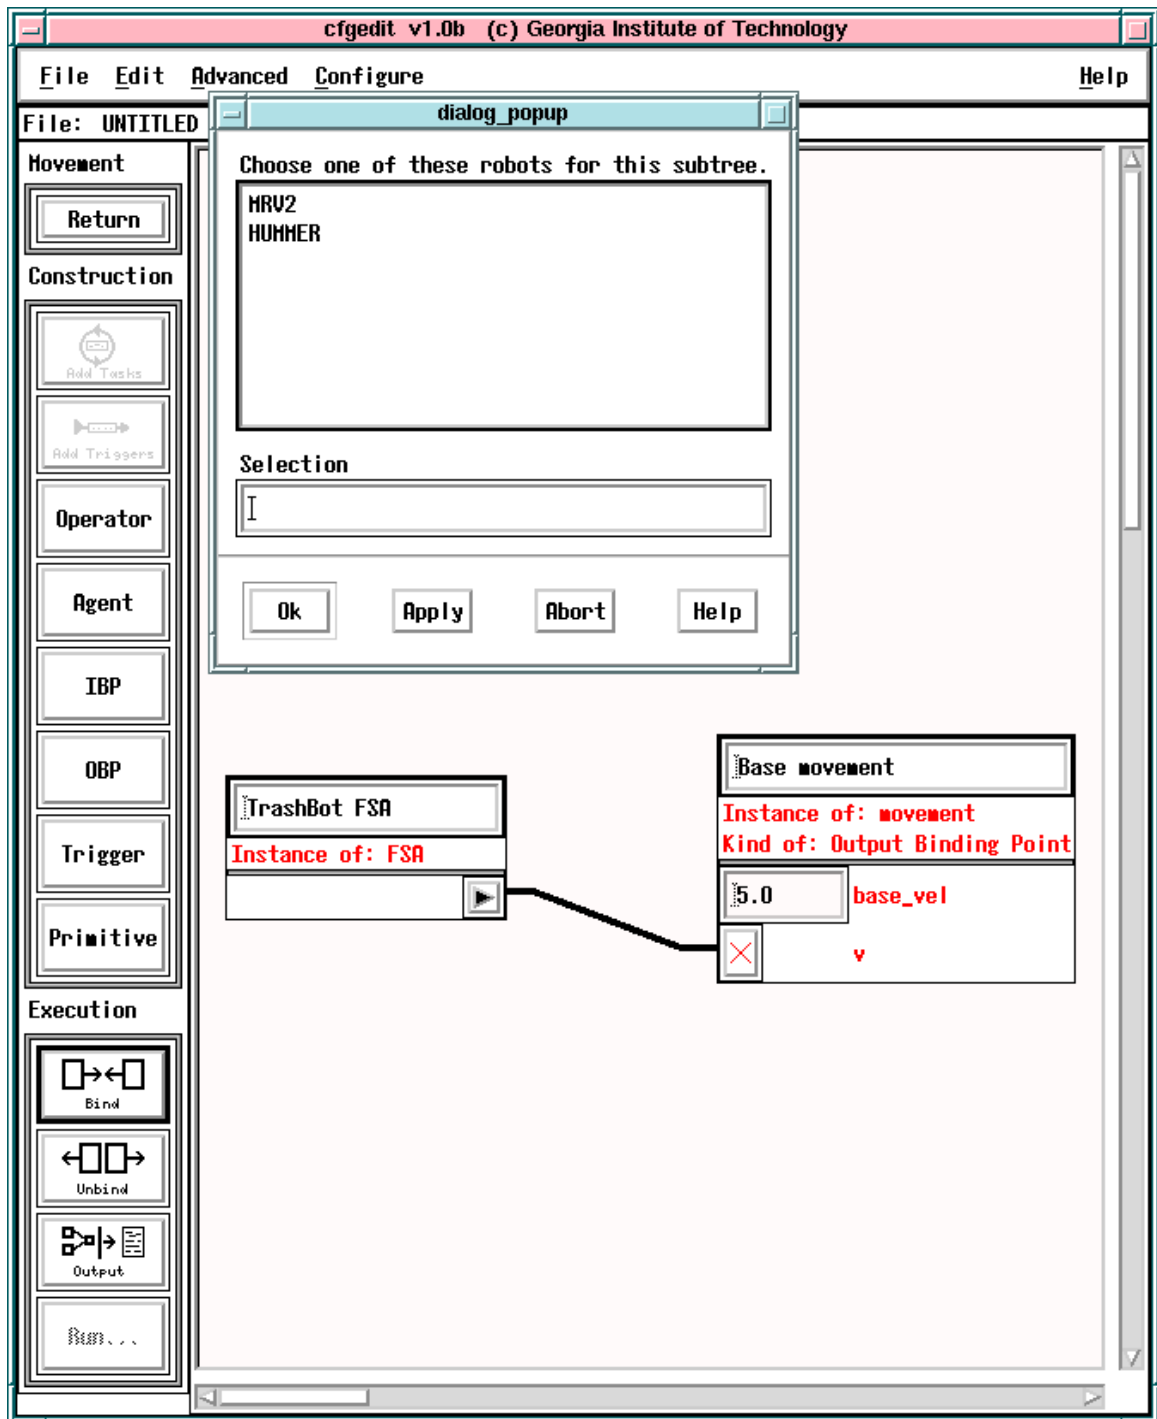 cfgedit v1.0b (c) Georgia Institute of Technology
File Edit Advanced Configure Help
File: UNTITLED
dialog_popup
Choose one of these robots for this subtree.
MRV2
HUMMER
Selection
Ok Apply Abort Help
Movement
Return
Construction
Add Tasks
Add Triggers
Operator
Agent
IBP
OBP
Trigger
Primitive
Execution
Bind
Unbind
Output
Run...
TrashBot FSA
Instance of: FSA
Base movement
Instance of: movement
Kind of: Output Binding Point
5.0 base_vel
v